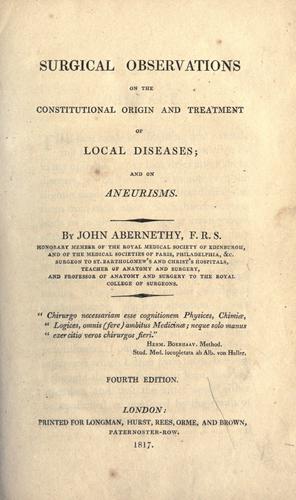 SURGICAL OBSERVATIONS
ON THE
CONSTITUTIONAL ORIGIN AND TREATMENT
OF
LOCAL DISEASES;
AND ON
ANEURISMS.
BY JOHN ABERNETHY, F. R. S.
HONORARY MEMBER OF THE ROYAL MEDICAL SOCIETY OF EDINBURGH,
AND OF THE MEDICAL SOCIETIES OF PARIS, PHILADELPHIA, &c.
SURGEON TO ST. BARTHOLOMEW'S AND CHRIST'S HOSPITALS,
TEACHER OF ANATOMY AND SURGERY,
AND PROFESSOR OF ANATOMY AND SURGERY TO THE ROYAL
COLLEGE OF SURGEONS.
" Chirurgo necessariam esse cognitionem Physices, Chimiæ,
" Logices, omnis (fere) ambitus Medicinæ; neque solo manus
" exercitio veros chirurgos fieri."
HERM. BOERHAAV. Method.
Stud. Med. locupletata ab Alb. von Haller.
FOURTH EDITION.
LONDON:
PRINTED FOR LONGMAN, HURST, REES, ORME, AND BROWN,
PATERNOSTER-ROW.
1817.